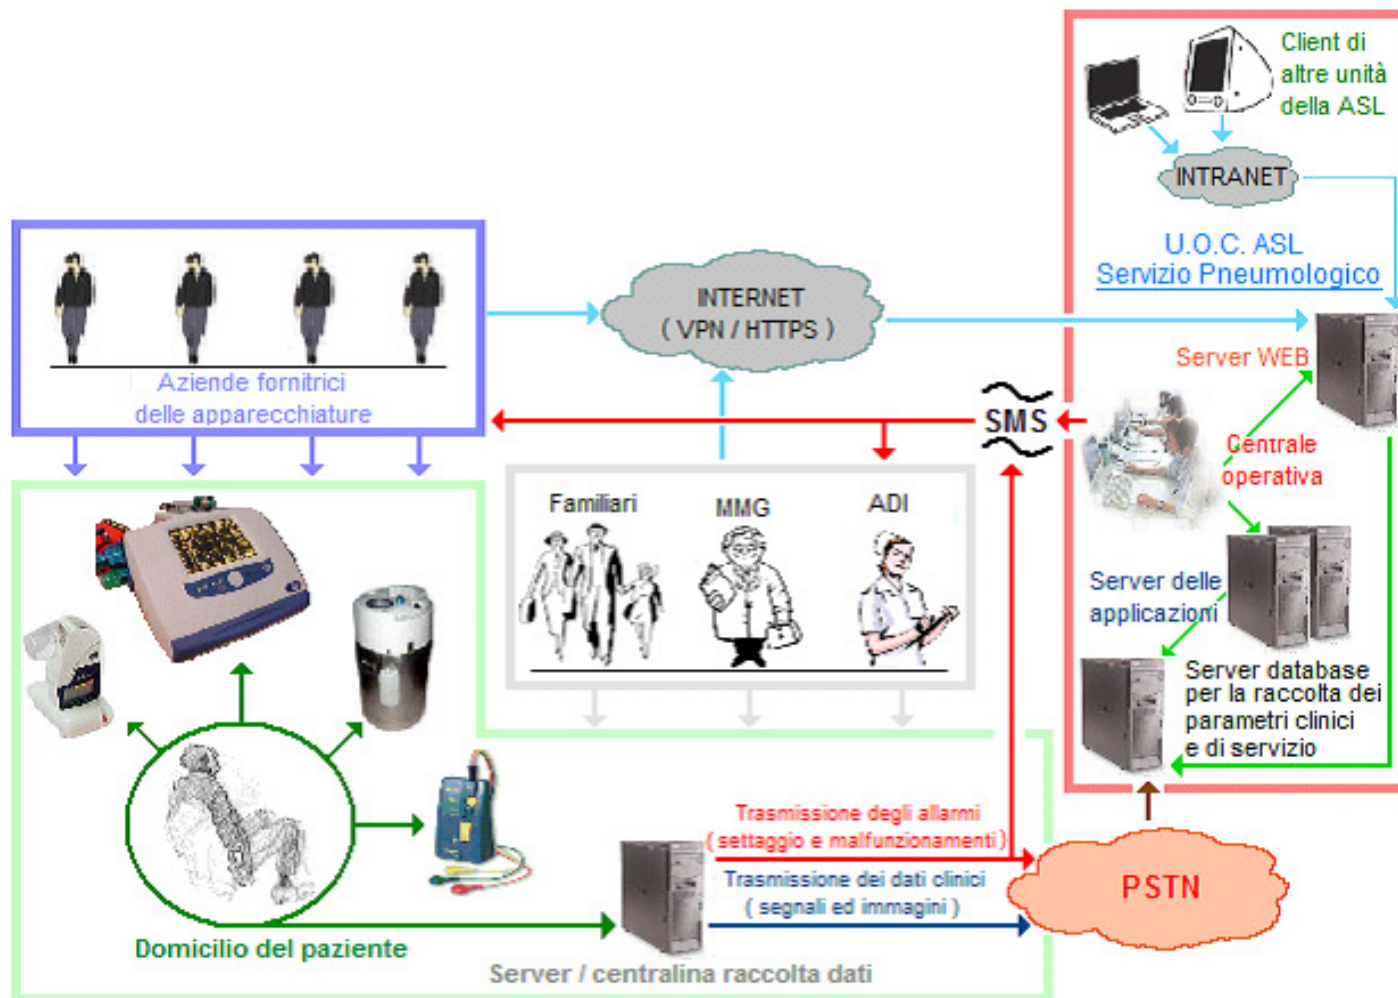 Client di
altre unità
della ASL
INTRANET
U.O.C. ASL
Servizio Pneumologico
INTERNET
( VPN / HTTPS )
Server WEB
Aziende fornitrici
delle apparecchiature
SMS
Centrale
operativa
Familiari
MMG
ADI
Server delle
applicazioni
Server database
per la raccolta dei
parametri clinici
e di servizio
Trasmissione degli allarmi
( settaggio e malfunzionamenti )
Trasmissione dei dati clinici
( segnali ed immagini )
PSTN
Domicilio del paziente
Server / centralina raccolta dati